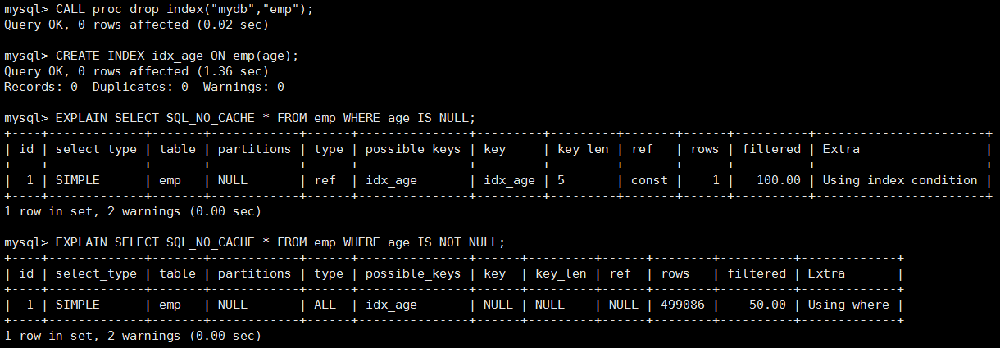 mysql> CALL proc_drop_index("mydb","emp");
Query OK, 0 rows affected (0.02 sec)

mysql> CREATE INDEX idx_age ON emp(age);
Query OK, 0 rows affected (1.36 sec)
Records: 0  Duplicates: 0  Warnings: 0

mysql> EXPLAIN SELECT SQL_NO_CACHE * FROM emp WHERE age IS NULL;
+----+-------------+-------+------------+------+---------------+---------+---------+-------+------+----------+-----------------------+
| id | select_type | table | partitions | type | possible_keys | key     | key_len | ref   | rows | filtered | Extra                 |
+----+-------------+-------+------------+------+---------------+---------+---------+-------+------+----------+-----------------------+
|  1 | SIMPLE      | emp   | NULL       | ref  | idx_age       | idx_age | 5       | const |    1 |   100.00 | Using index condition |
+----+-------------+-------+------------+------+---------------+---------+---------+-------+------+----------+-----------------------+
1 row in set, 2 warnings (0.00 sec)

mysql> EXPLAIN SELECT SQL_NO_CACHE * FROM emp WHERE age IS NOT NULL;
+----+-------------+-------+------------+------+---------------+------+---------+------+--------+----------+-------------+
| id | select_type | table | partitions | type | possible_keys | key  | key_len | ref  | rows   | filtered | Extra       |
+----+-------------+-------+------------+------+---------------+------+---------+------+--------+----------+-------------+
|  1 | SIMPLE      | emp   | NULL       | ALL  | idx_age       | NULL | NULL    | NULL | 499086 |    50.00 | Using where |
+----+-------------+-------+------------+------+---------------+------+---------+------+--------+----------+-------------+
1 row in set, 2 warnings (0.00 sec)